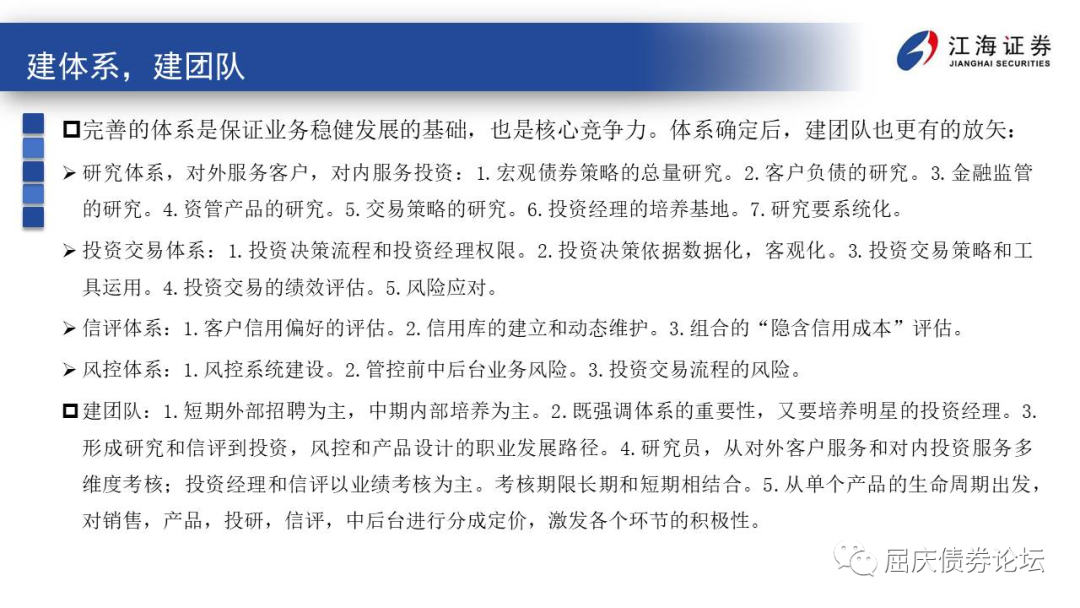 建体系，建团队
江海证券
JIANGHAI SECURITIES
完善的体系是保证业务稳健发展的基础，也是核心竞争力。体系确定后，建团队也更有的放矢：
研究体系，对外服务客户，对内服务投资：1.宏观债券策略的总量研究。2.客户负债的研究。3.金融监管
的研究。4.资管产品的研究。5.交易策略的研究。6.投资经理的培养基地。7.研究要系统化。
投资交易体系：1.投资决策流程和投资经理权限。2.投资决策依据数据化，客观化。3.投资交易策略和工
具运用。4.投资交易的绩效评估。5.风险应对。
信评体系：1.客户信用偏好的评估。2.信用库的建立和动态维护。3.组合的“隐含信用成本”评估。
风控体系：1.风控系统建设。2.管控前中后台业务风险。3.投资交易流程的风险。
建团队：1.短期外部招聘为主，中期内部培养为主。2.既强调体系的重要性，又要培养明星的投资经理。3.
形成研究和信评到投资，风控和产品设计的职业发展路径。4.研究员，从对外客户服务和对内投资服务多
维度考核；投资经理和信评以业绩考核为主。考核期限长期和短期相结合。5.从单个产品的生命周期出发，
对销售，产品，投研，信评，中后台进行分成定价，激发各个环节的积极性。
屈庆债券论坛